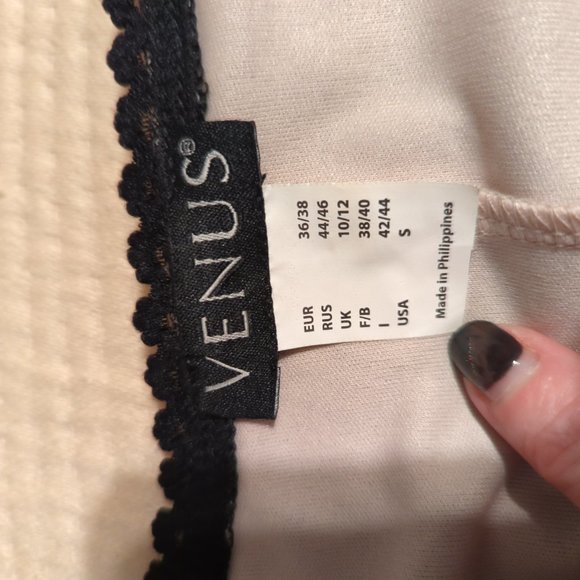 VENUS®
EUR 36/38
RUS 44/46
UK 10/12
F/B 38/40
I 42/44
USA S
Made in Philippines